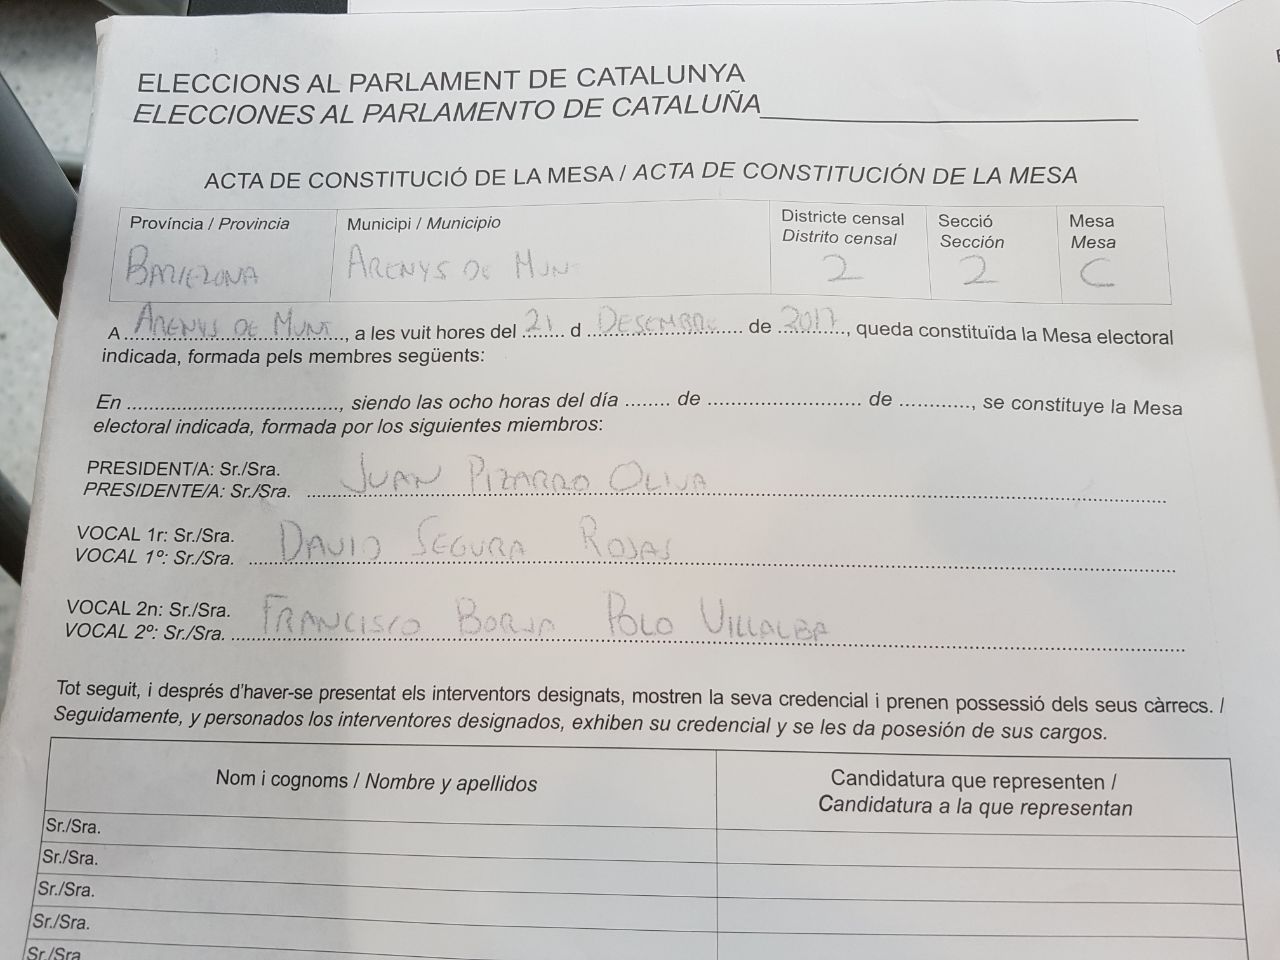 ELECCIONS AL PARLAMENT DE CATALUNYA
ELECCIONES AL PARLAMENTO DE CATALUÑA
ACTA DE CONSTITUCIÓ DE LA MESA / ACTA DE CONSTITUCIÓN DE LA MESA
Província / Provincia Municipi / Municipio Districte censal Secció Mesa
Distrito censal Sección Mesa
BARCELONA ARENYS DE MUNT 2 2 C
A ARENYS DE MUNT, a les vuit hores del 21 d DESEMBRE de 2017, queda constituïda la Mesa electoral
indicada, formada pels membres següents:
En ......................................, siendo las ocho horas del día ........ de ........................... de ............, se constituye la Mesa
electoral indicada, formada por los siguientes miembros:
PRESIDENT/A: Sr./Sra.
PRESIDENTE/A: Sr./Sra. JUAN PIZARRO OLIVA
VOCAL 1r: Sr./Sra.
VOCAL 1º: Sr./Sra. DAVID SEGURA ROJAS
VOCAL 2n: Sr./Sra.
VOCAL 2º: Sr./Sra. FRANCISCO BORJA POLO VILLALBA
Tot seguit, i després d'haver-se presentat els interventors designats, mostren la seva credencial i prenen possessió dels seus càrrecs. /
Seguidamente, y personados los interventores designados, exhiben su credencial y se les da posesión de sus cargos.
Nom i cognoms / Nombre y apellidos Candidatura que representen /
Candidatura a la que representan
Sr./Sra.
Sr./Sra.
Sr./Sra.
Sr./Sra.
Sr./Sra